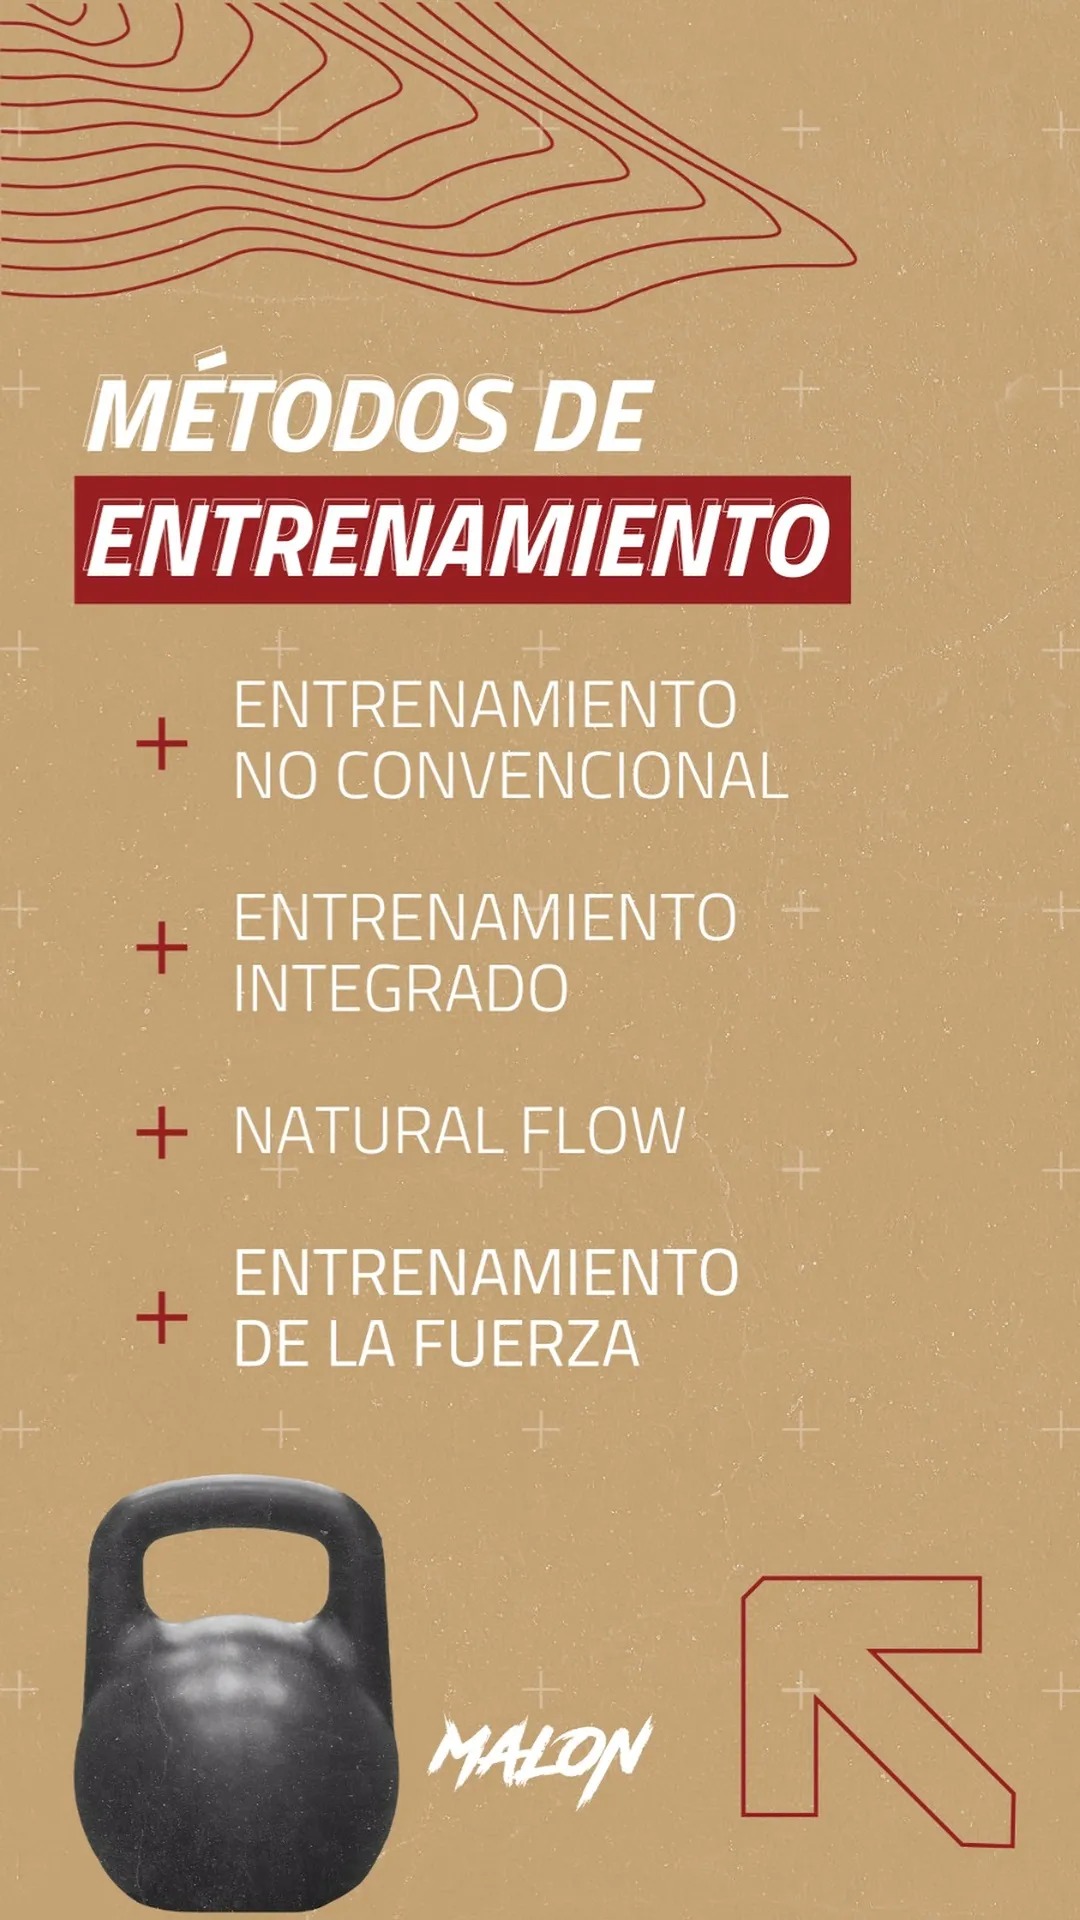 MÉTODOS DE
ENTRENAMIENTO
ENTRENAMIENTO
NO CONVENCIONAL
ENTRENAMIENTO
INTEGRADO
NATURAL FLOW
ENTRENAMIENTO
DE LA FUERZA
MALON